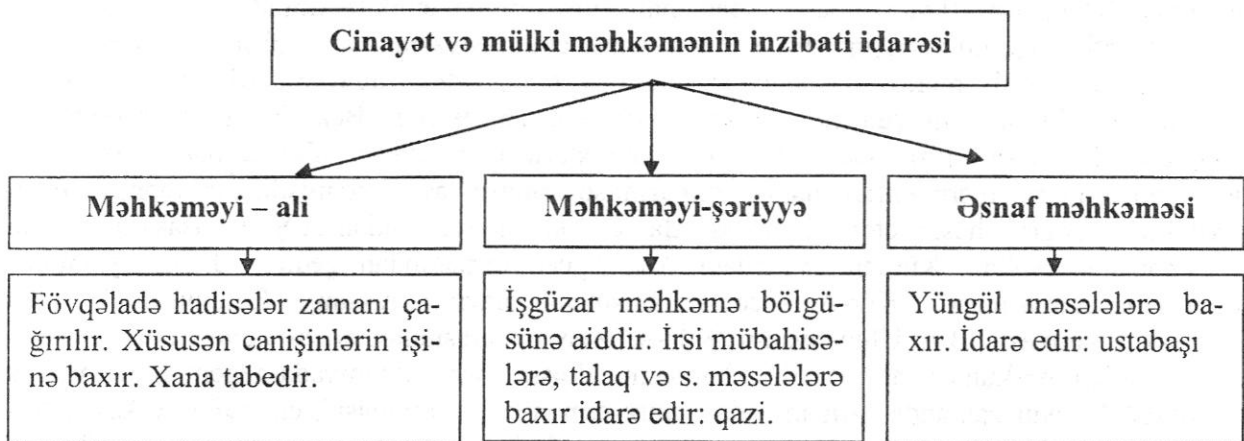 Cinayət və mülki məhkəmənin inzibati idarəsi
Məhkəməyi – ali
Fövqəladə hadisələr zamanı ça-
ğırılır. Xüsusən canişinlərin işi-
nə baxır. Xana tabedir.
Məhkəməyi-şəriyyə
İşgüzar məhkəmə bölgü-
sünə aiddir. İrsi mübahisə-
lərə, talaq və s. məsələlərə
baxır idarə edir: qazi.
Əsnaf məhkəməsi
Yüngül məsələlərə ba-
xır. İdarə edir: ustabaşı